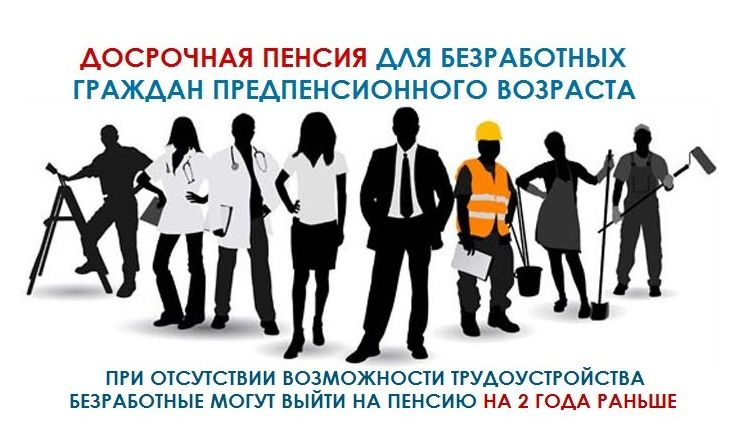 ДОСРОЧНАЯ ПЕНСИЯ ДЛЯ БЕЗРАБОТНЫХ
ГРАЖДАН ПРЕДПЕНСИОННОГО ВОЗРАСТА
ПРИ ОТСУТСТВИИ ВОЗМОЖНОСТИ ТРУДОУСТРОЙСТВА
БЕЗРАБОТНЫЕ МОГУТ ВЫЙТИ НА ПЕНСИЮ НА 2 ГОДА РАНЬШЕ